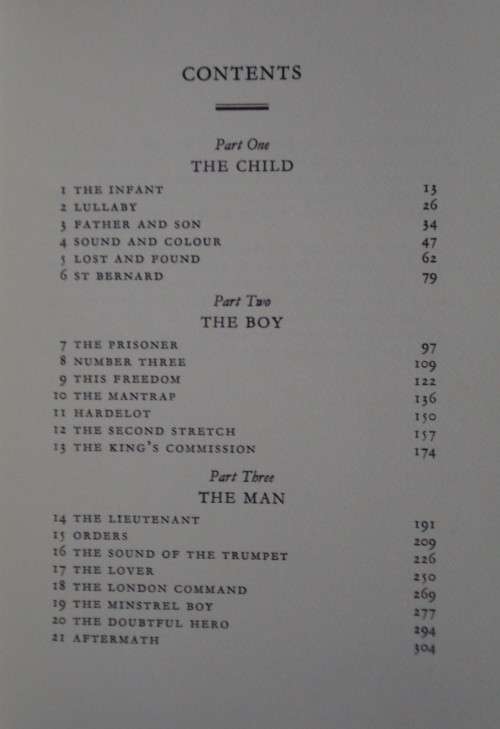 CONTENTS
Part One
THE CHILD
1 THE INFANT 13
2 LULLABY 26
3 FATHER AND SON 34
4 SOUND AND COLOUR 47
5 LOST AND FOUND 62
6 ST BERNARD 79
Part Two
THE BOY
7 THE PRISONER 97
8 NUMBER THREE 109
9 THIS FREEDOM 122
10 THE MANTRAP 136
11 HARDELOT 150
12 THE SECOND STRETCH 157
13 THE KING'S COMMISSION 174
Part Three
THE MAN
14 THE LIEUTENANT 191
15 ORDERS 209
16 THE SOUND OF THE TRUMPET 226
17 THE LOVER 250
18 THE LONDON COMMAND 269
19 THE MINSTREL BOY 277
20 THE DOUBTFUL HERO 294
21 AFTERMATH 304